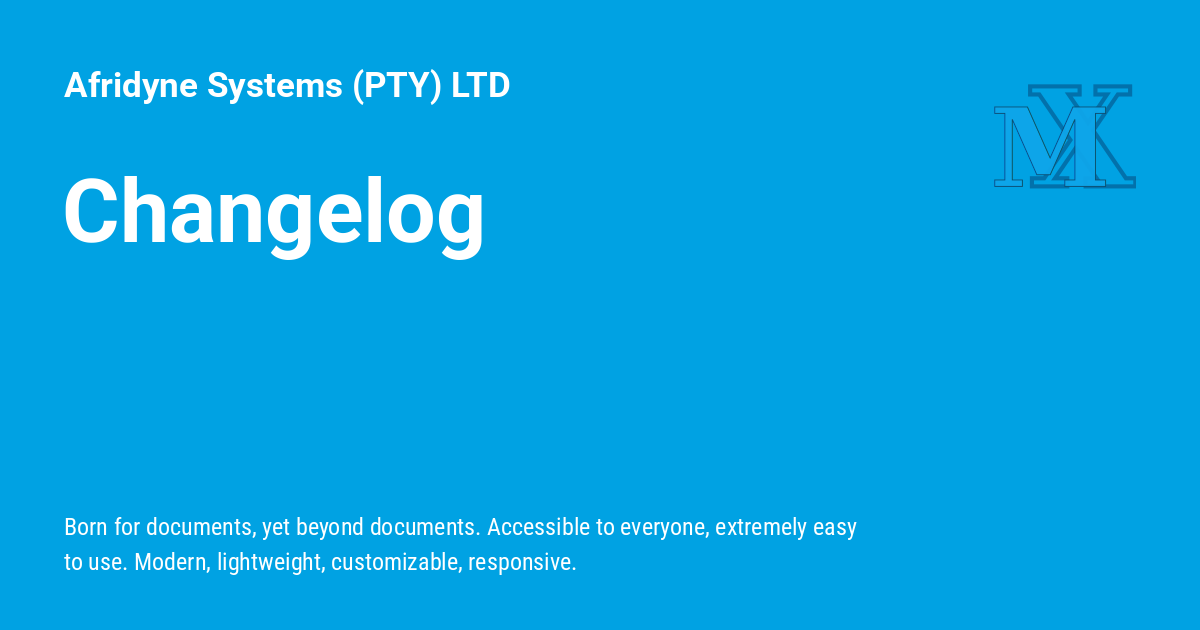 Afridyne Systems (PTY) LTD
MX
Changelog
Born for documents, yet beyond documents. Accessible to everyone, extremely easy
to use. Modern, lightweight, customizable, responsive.